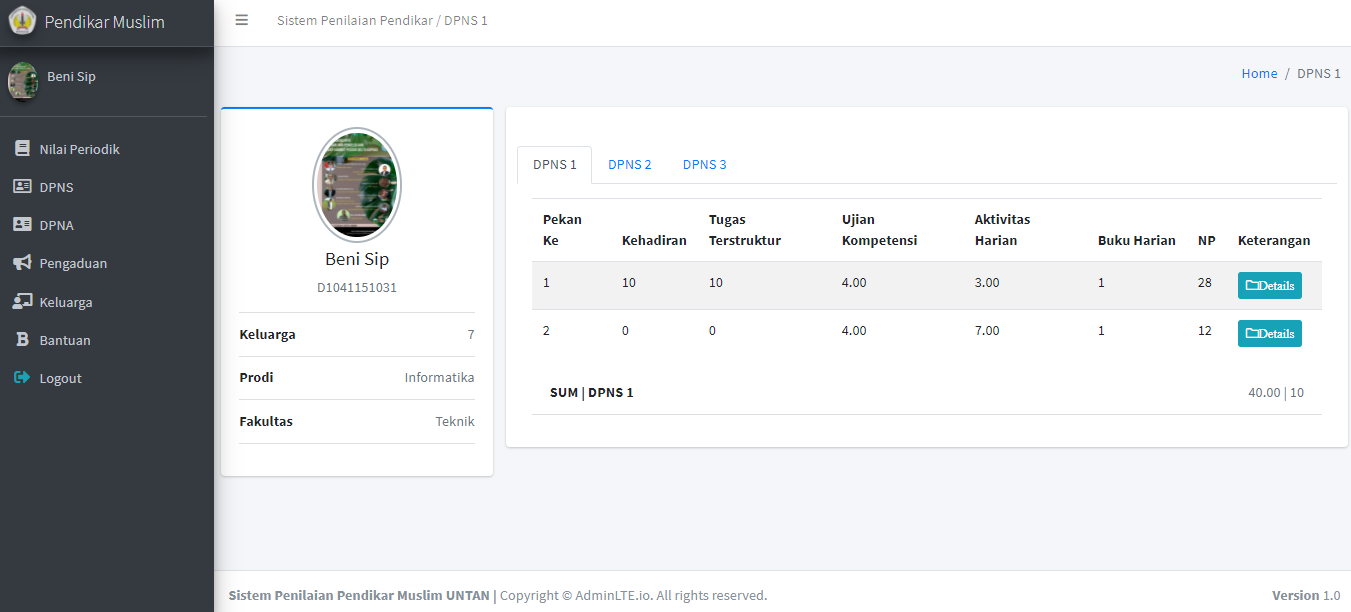 Pendikar Muslim
Sistem Penilaian Pendikar / DPNS 1
Beni Sip
Nilai Periodik
DPNS
DPNA
Pengaduan
Keluarga
Bantuan
Logout
Home / DPNS 1
Beni Sip
D1041151031
Keluarga 7
Prodi Informatika
Fakultas Teknik
DPNS 1 DPNS 2 DPNS 3
Pekan Ke Kehadiran Tugas Terstruktur Ujian Kompetensi Aktivitas Harian Buku Harian NP Keterangan
1 10 10 4.00 3.00 1 28 Details
2 0 0 4.00 7.00 1 12 Details
SUM | DPNS 1 40.00 | 10
Sistem Penilaian Pendikar Muslim UNTAN | Copyright © AdminLTE.io. All rights reserved. Version 1.0